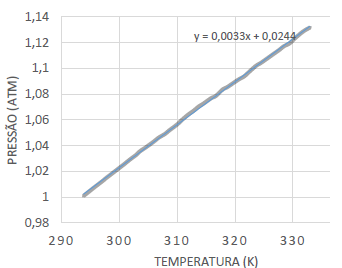 1,14
1,12
1,1
1,08
1,06
1,04
1,02
1
0,98
PRESSÃO (ATM)
y = 0,0033x + 0,0244
290 300 310 320 330
TEMPERATURA (K)